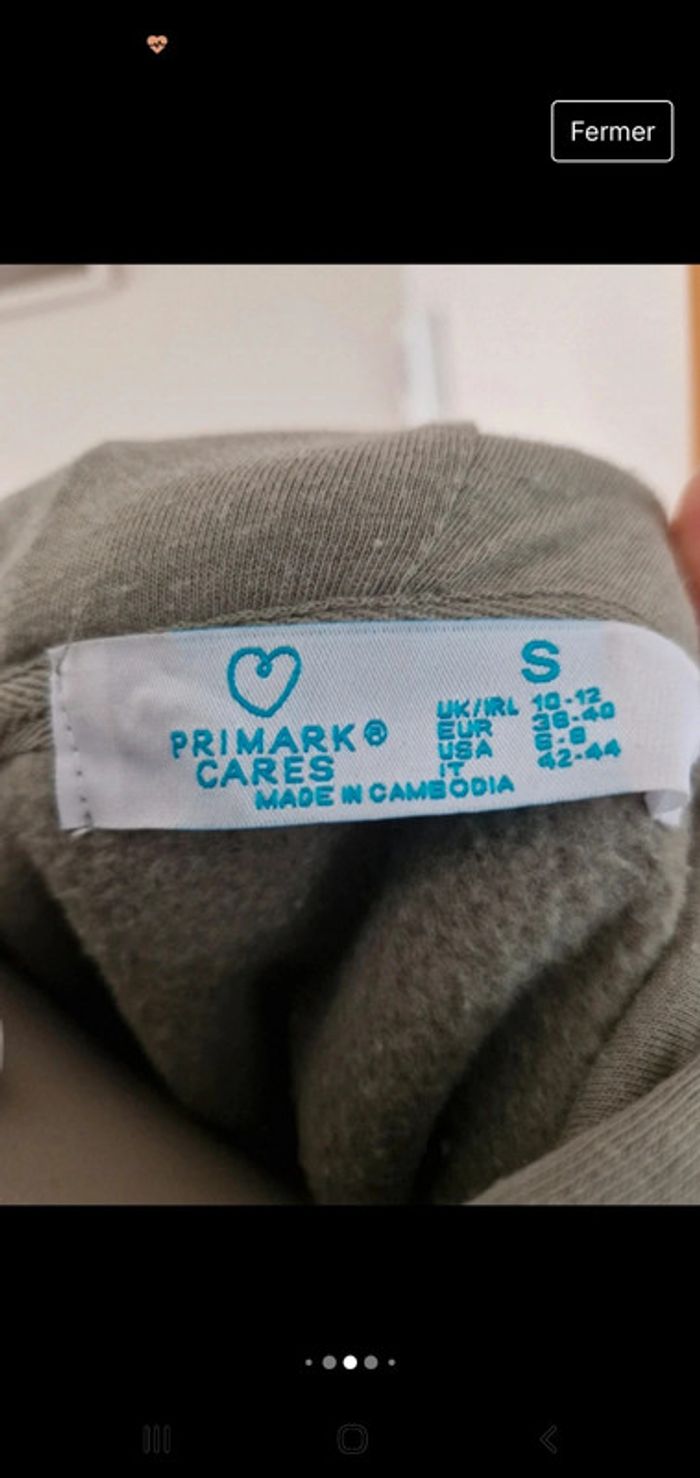 Fermer
S
PRIMARK®
CARES
UK/IRL 10-12
EUR 38-40
USA 6-8
IT 42-44
MADE IN CAMBODIA